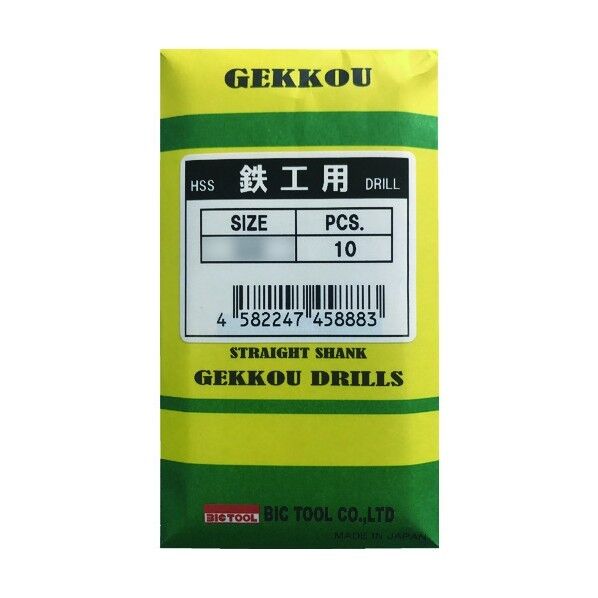 GEKKOU
HSS 鉄工用 DRILL
SIZE PCS.
10
4 582247 458883
STRAIGHT SHANK
GEKKOU DRILLS
BIC TOOL BIC TOOL CO.,LTD
MADE IN JAPAN